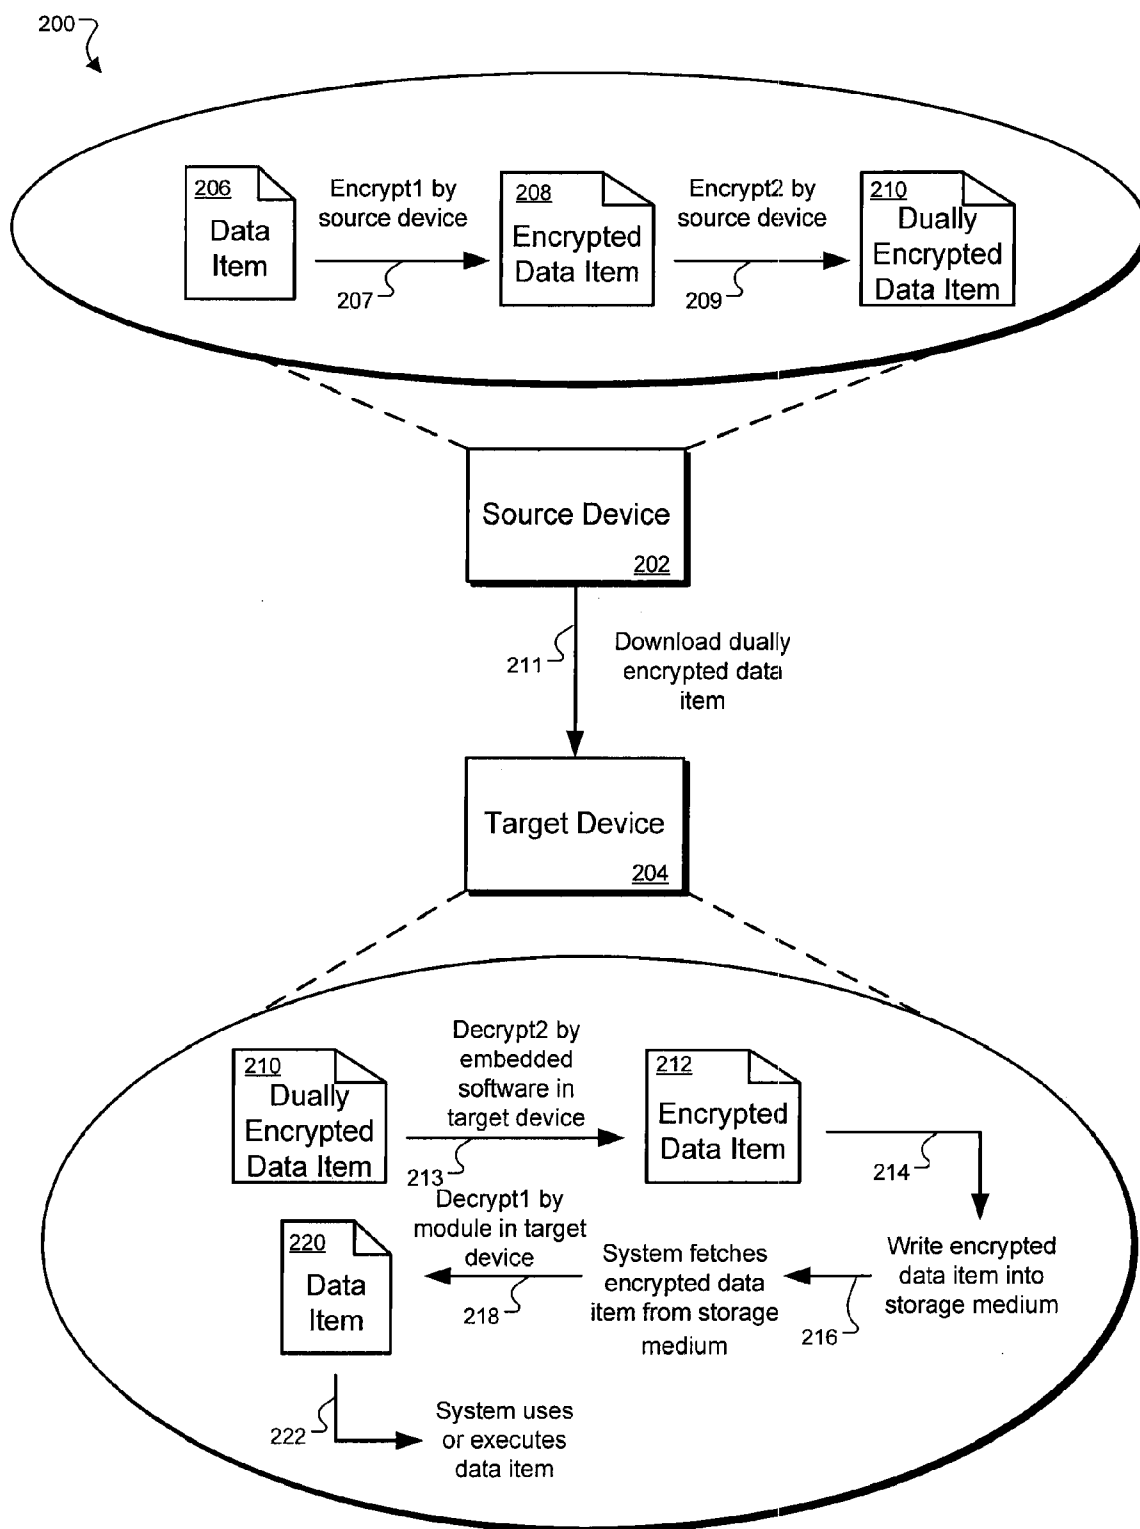 200
206
Data
Item
Encrypt1 by
source device
207
208
Encrypted
Data Item
Encrypt2 by
source device
209
210
Dually
Encrypted
Data Item
Source Device
202
211
Download dually
encrypted data
item
Target Device
204
210
Dually
Encrypted
Data Item
Decrypt2 by
embedded
software in
target device
213
212
Encrypted
Data Item
214
Write encrypted
data item into
storage medium
216
System fetches
encrypted data
item from storage
medium
Decrypt1 by
module in target
device
218
220
Data
Item
222
System uses
or executes
data item